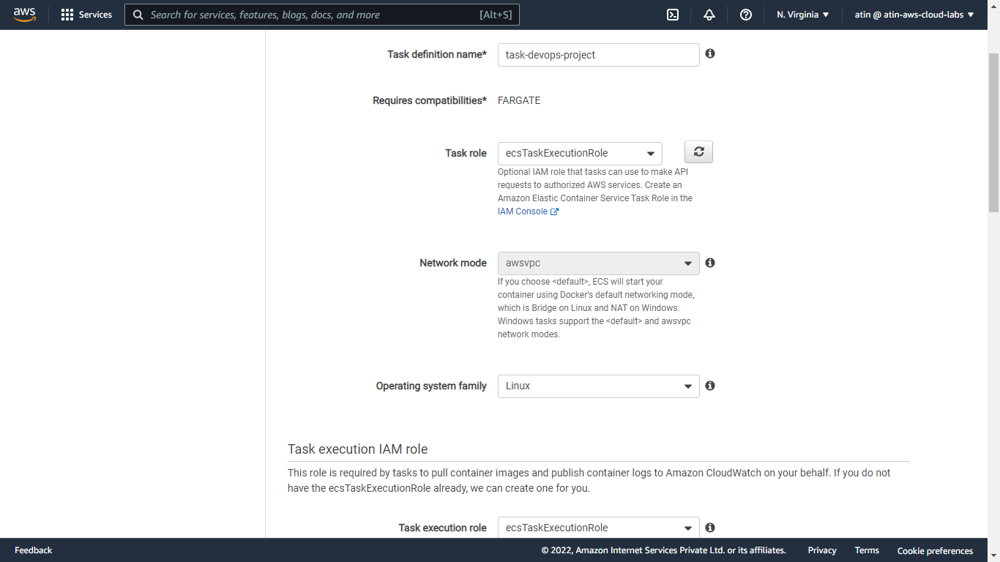 aws
Services
Search for services, features, blogs, docs, and more [Alt+S]
N. Virginia
atin @ atin-aws-cloud-labs
Task definition name* task-devops-project
Requires compatibilities* FARGATE
Task role ecsTaskExecutionRole
Optional IAM role that tasks can use to make API
requests to authorized AWS services. Create an
Amazon Elastic Container Service Task Role in the
IAM Console
Network mode awsvpc
If you choose <default>, ECS will start your
container using Docker's default networking mode,
which is Bridge on Linux and NAT on Windows.
Windows tasks support the <default> and awsvpc
network modes.
Operating system family Linux
Task execution IAM role
This role is required by tasks to pull container images and publish container logs to Amazon CloudWatch on your behalf. If you do not
have the ecsTaskExecutionRole already, we can create one for you.
Task execution role ecsTaskExecutionRole
Feedback
© 2022, Amazon Internet Services Private Ltd. or its affiliates.
Privacy
Terms
Cookie preferences